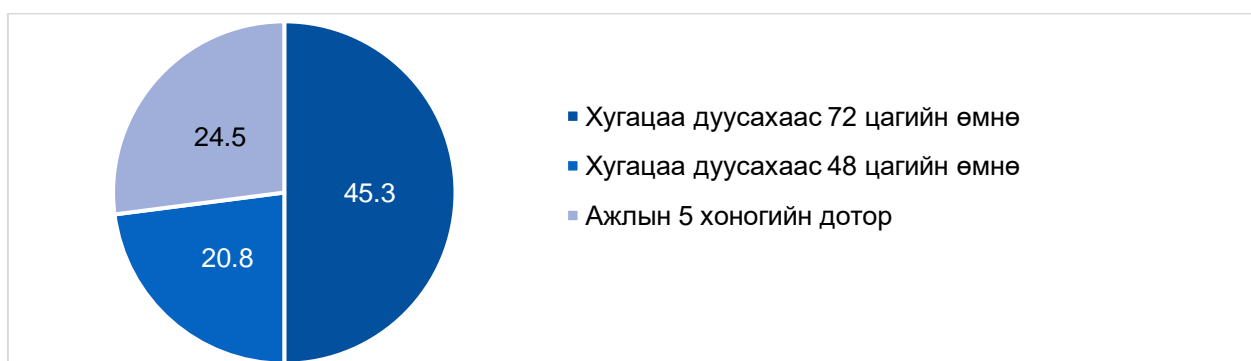 24.5
45.3
20.8
Хугацаа дуусахаас 72 цагийн өмнө
Хугацаа дуусахаас 48 цагийн өмнө
Ажлын 5 хоногийн дотор